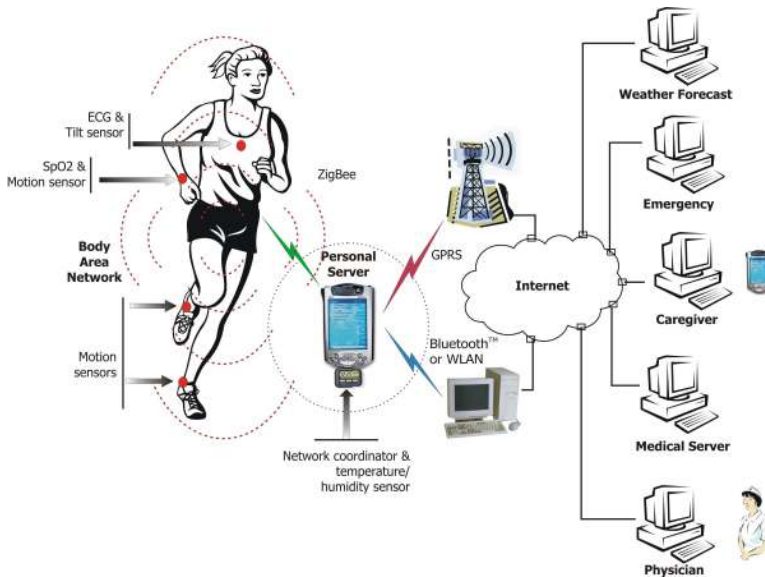 ECG &
Tilt sensor
SpO2 &
Motion sensor
ZigBee
Body
Area
Network
Motion
sensors
Personal
Server
Network coordinator &
temperature/
humidity sensor
GPRS
Bluetooth™
or WLAN
Internet
Weather Forecast
Emergency
Caregiver
Medical Server
Physician